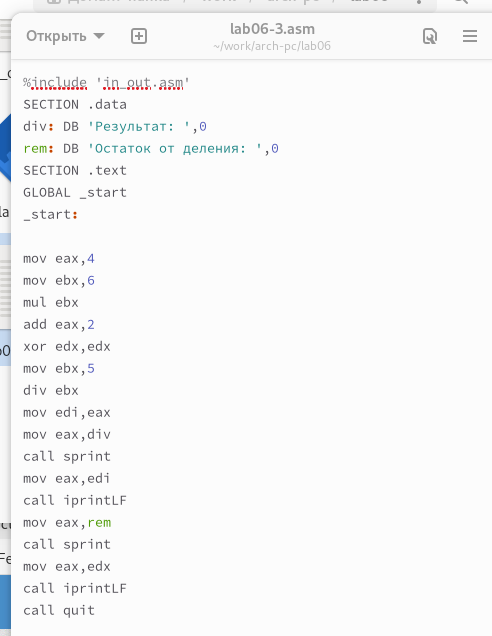 Открыть
lab06-3.asm
~/work/arch-pc/lab06
%include 'in_out.asm'
SECTION .data
div: DB 'Результат: ',0
rem: DB 'Остаток от деления: ',0
SECTION .text
GLOBAL _start
_start:
mov eax,4
mov ebx,6
mul ebx
add eax,2
xor edx,edx
mov ebx,5
div ebx
mov edi,eax
mov eax,div
call sprint
mov eax,edi
call iprintLF
mov eax,rem
call sprint
mov eax,edx
call iprintLF
call quit